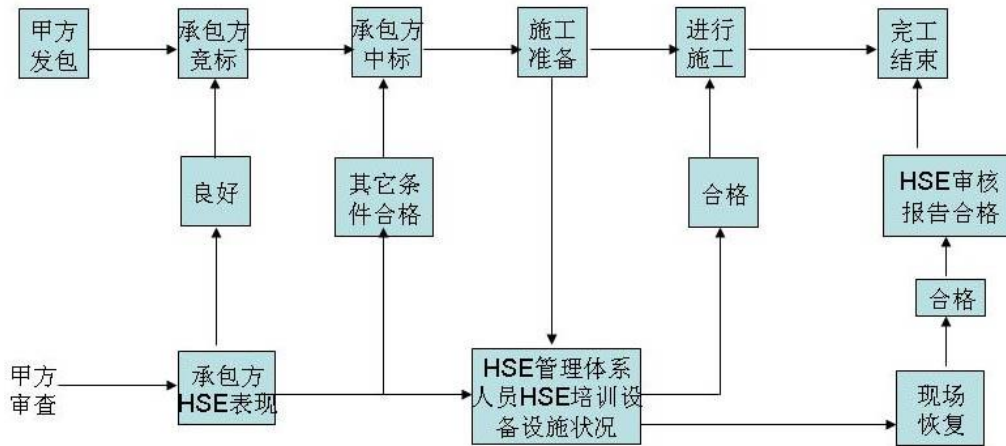 甲方
发包
承包方
竞标
承包方
中标
施工
准备
进行
施工
完工
结束
良好
其它条
件合格
合格
HSE审核
报告合格
合格
甲方
审查
承包方
HSE表现
HSE管理体系
人员HSE培训设
备设施状况
现场
恢复